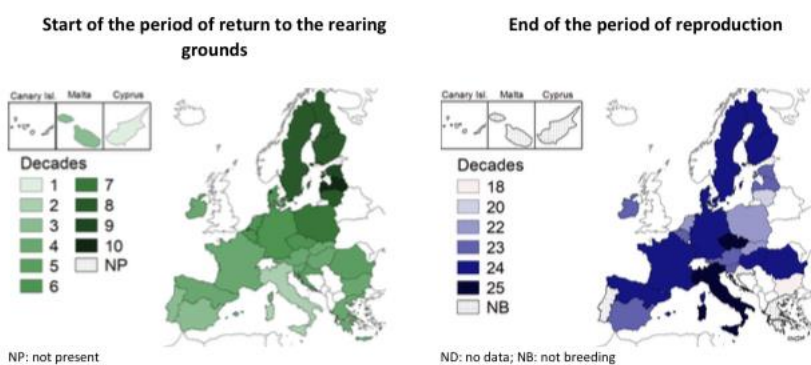 Start of the period of return to the rearing
grounds
Canary Isl. Malta Cyprus
Decades
1 7
2 8
3 9
4 10
5 NP
6
NP: not present
End of the period of reproduction
Canary Isl. Malta Cyprus
Decades
18
20
22
23
24
25
NB
ND: no data; NB: not breeding